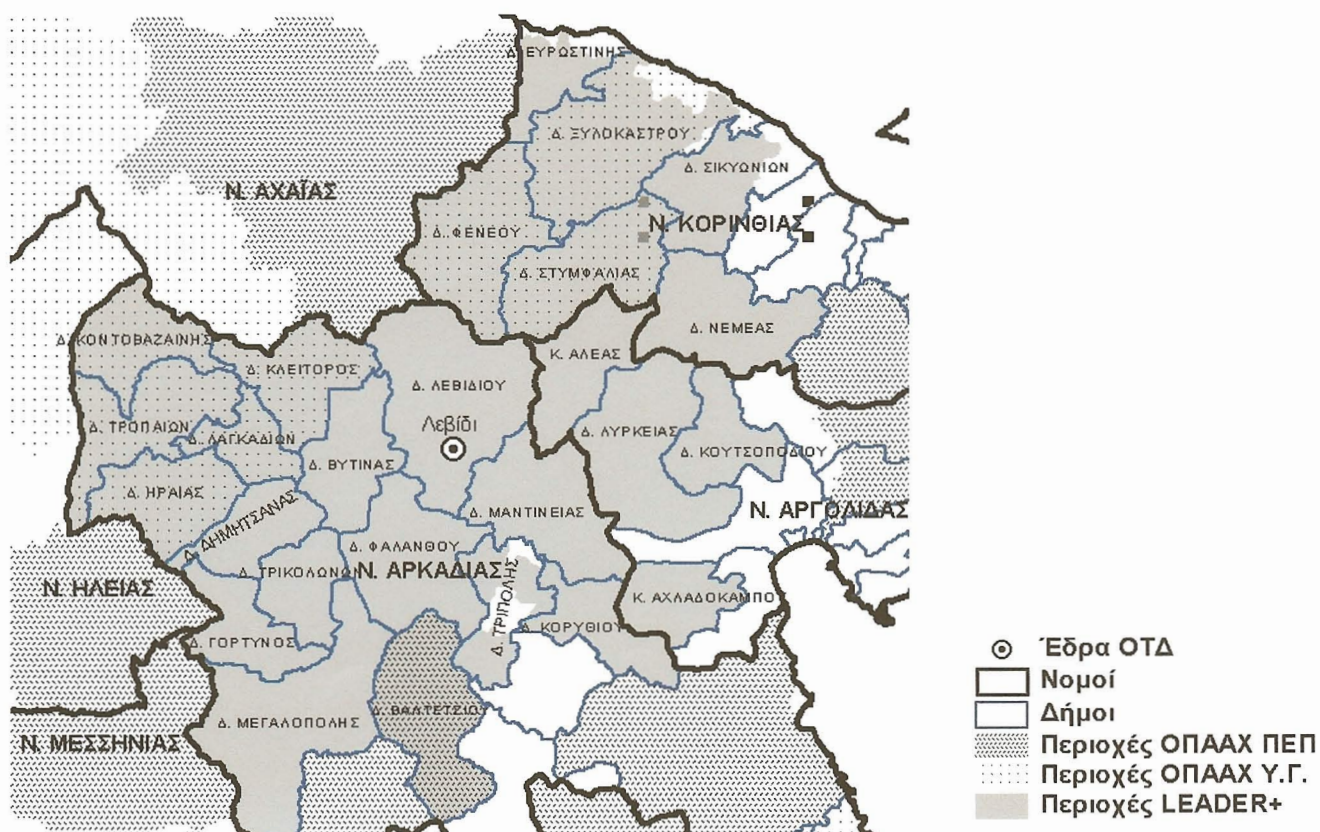 Δ. ΕΥΡΩΣΤΙΝΗΣ
Δ. ΞΥΛΟΚΑΣΤΡΟΥ
Δ. ΣΙΚΥΩΝΙΩΝ
Ν. ΑΧΑΪΑΣ
Ν. ΚΟΡΙΝΘΙΑΣ
Δ. ΦΕΝΕΟΥ
Δ. ΣΤΥΜΦΑΛΙΑΣ
Δ. ΝΕΜΕΑΣ
Δ. ΚΟΝΤΟΒΑΖΑΙΝΗΣ
Κ. ΑΛΕΑΣ
Δ. ΚΛΕΙΤΟΡΟΣ
Δ. ΛΕΒΙΔΙΟΥ
Λεβίδι
Δ. ΤΡΟΠΑΙΩΝ
Δ. ΛΑΓΚΑΔΙΩΝ
Δ. ΛΥΡΚΕΙΑΣ
Δ. ΚΟΥΤΣΟΠΟΔΙΟΥ
Δ. ΒΥΤΙΝΑΣ
Δ. ΗΡΑΙΑΣ
Δ. ΔΗΜΗΤΣΑΝΑΣ
Δ. ΜΑΝΤΙΝΕΙΑΣ
Ν. ΑΡΓΟΛΙΔΑΣ
Δ. ΦΑΛΑΝΘΟΥ
Δ. ΤΡΙΚΟΛΩΝΩΝ
Ν. ΑΡΚΑΔΙΑΣ
Ν. ΗΛΕΙΑΣ
Δ. ΤΡΙΠΟΛΗΣ
Κ. ΑΧΛΑΔΟΚΑΜΠΟΥ
Δ. ΚΟΡΥΘΙΟΥ
Δ. ΓΟΡΤΥΝΟΣ
Δ. ΜΕΓΑΛΟΠΟΛΗΣ
Δ. ΒΑΛΤΕΤΣΙΟΥ
Ν. ΜΕΣΣΗΝΙΑΣ
Έδρα ΟΤΔ
Νομοί
Δήμοι
Περιοχές ΟΠΑΑΧ ΠΕΠ
Περιοχές ΟΠΑΑΧ Υ.Γ.
Περιοχές LEADER+